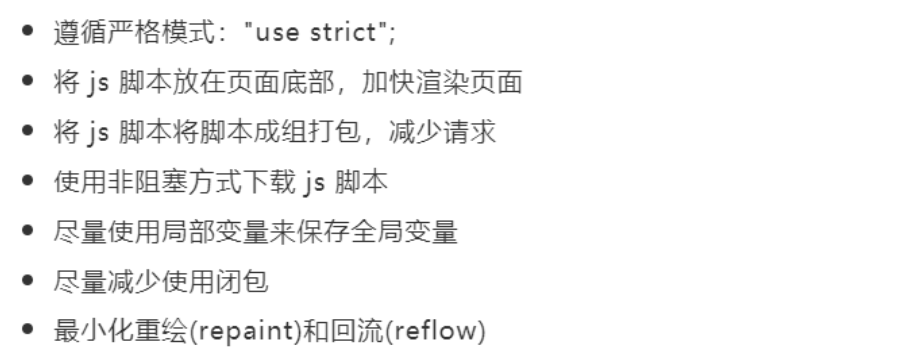 • 遵循严格模式："use strict";
• 将 js 脚本放在页面底部，加快渲染页面
• 将 js 脚本将脚本成组打包，减少请求
• 使用非阻塞方式下载 js 脚本
• 尽量使用局部变量来保存全局变量
• 尽量减少使用闭包
• 最小化重绘(repaint)和回流(reflow)